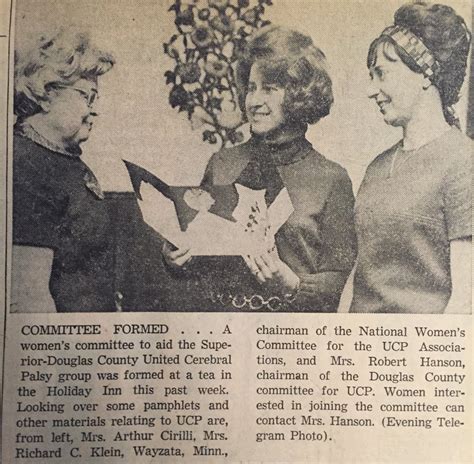 COMMITTEE FORMED . . . A
women's committee to aid the Supe-
rior-Douglas County United Cerebral
Palsy group was formed at a tea in
the Holiday Inn this past week.
Looking over some pamphlets and
other materials relating to UCP are,
from left, Mrs. Arthur Cirilli, Mrs.
Richard C. Klein, Wayzata, Minn.,
chairman of the National Women's
Committee for the UCP Associa-
tions, and Mrs. Robert Hanson,
chairman of the Douglas County
committee for UCP. Women inter-
ested in joining the committee can
contact Mrs. Hanson. (Evening Tele-
gram Photo).